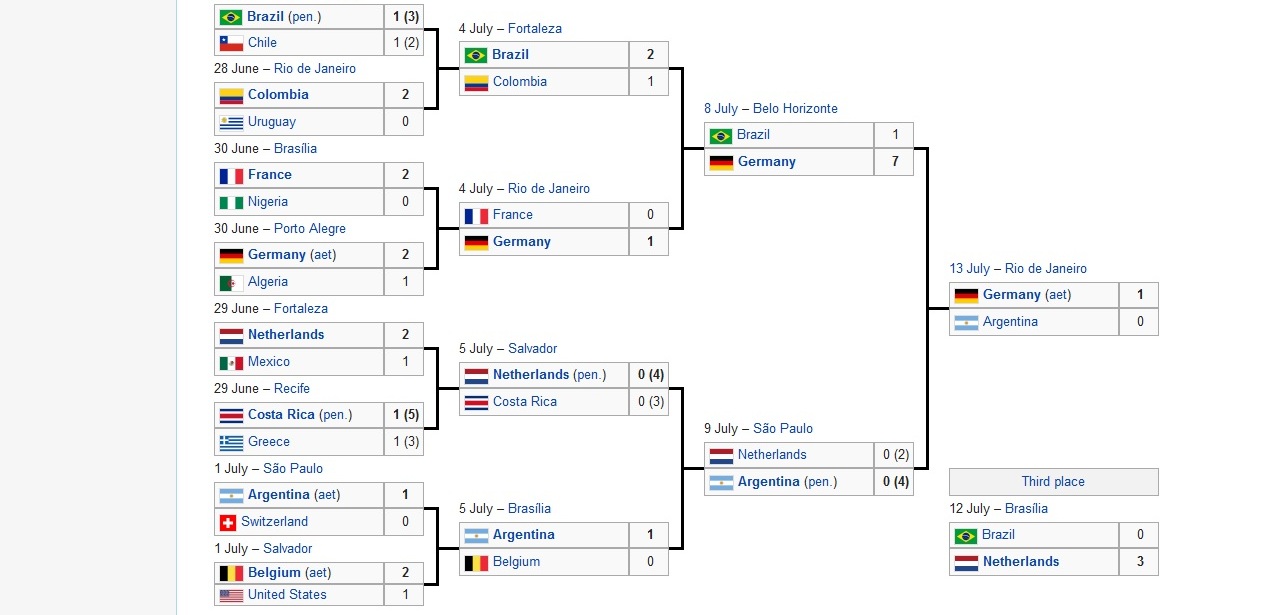 Brazil (pen.) 1 (3)
Chile 1 (2)
28 June – Rio de Janeiro
Colombia 2
Uruguay 0
30 June – Brasília
France 2
Nigeria 0
30 June – Porto Alegre
Germany (aet) 2
Algeria 1
29 June – Fortaleza
Netherlands 2
Mexico 1
29 June – Recife
Costa Rica (pen.) 1 (5)
Greece 1 (3)
1 July – São Paulo
Argentina (aet) 1
Switzerland 0
1 July – Salvador
Belgium (aet) 2
United States 1
4 July – Fortaleza
Brazil 2
Colombia 1
4 July – Rio de Janeiro
France 0
Germany 1
5 July – Salvador
Netherlands (pen.) 0 (4)
Costa Rica 0 (3)
5 July – Brasília
Argentina 1
Belgium 0
8 July – Belo Horizonte
Brazil 1
Germany 7
9 July – São Paulo
Netherlands 0 (2)
Argentina (pen.) 0 (4)
13 July – Rio de Janeiro
Germany (aet) 1
Argentina 0
Third place
12 July – Brasília
Brazil 0
Netherlands 3